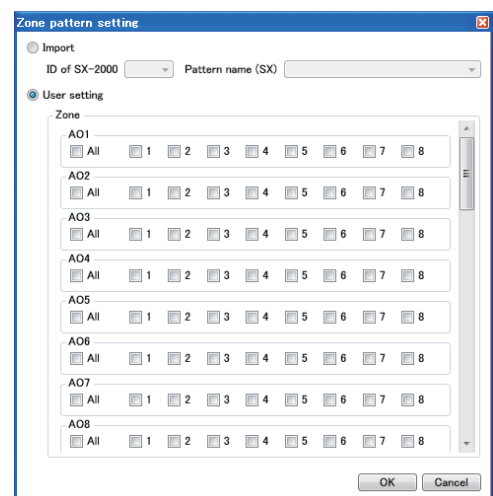 Zone pattern setting
Import
ID of SX-2000 Pattern name (SX)
User setting
Zone
AO1
All 1 2 3 4 5 6 7 8
AO2
All 1 2 3 4 5 6 7 8
AO3
All 1 2 3 4 5 6 7 8
AO4
All 1 2 3 4 5 6 7 8
AO5
All 1 2 3 4 5 6 7 8
AO6
All 1 2 3 4 5 6 7 8
AO7
All 1 2 3 4 5 6 7 8
AO8
All 1 2 3 4 5 6 7 8
OK Cancel